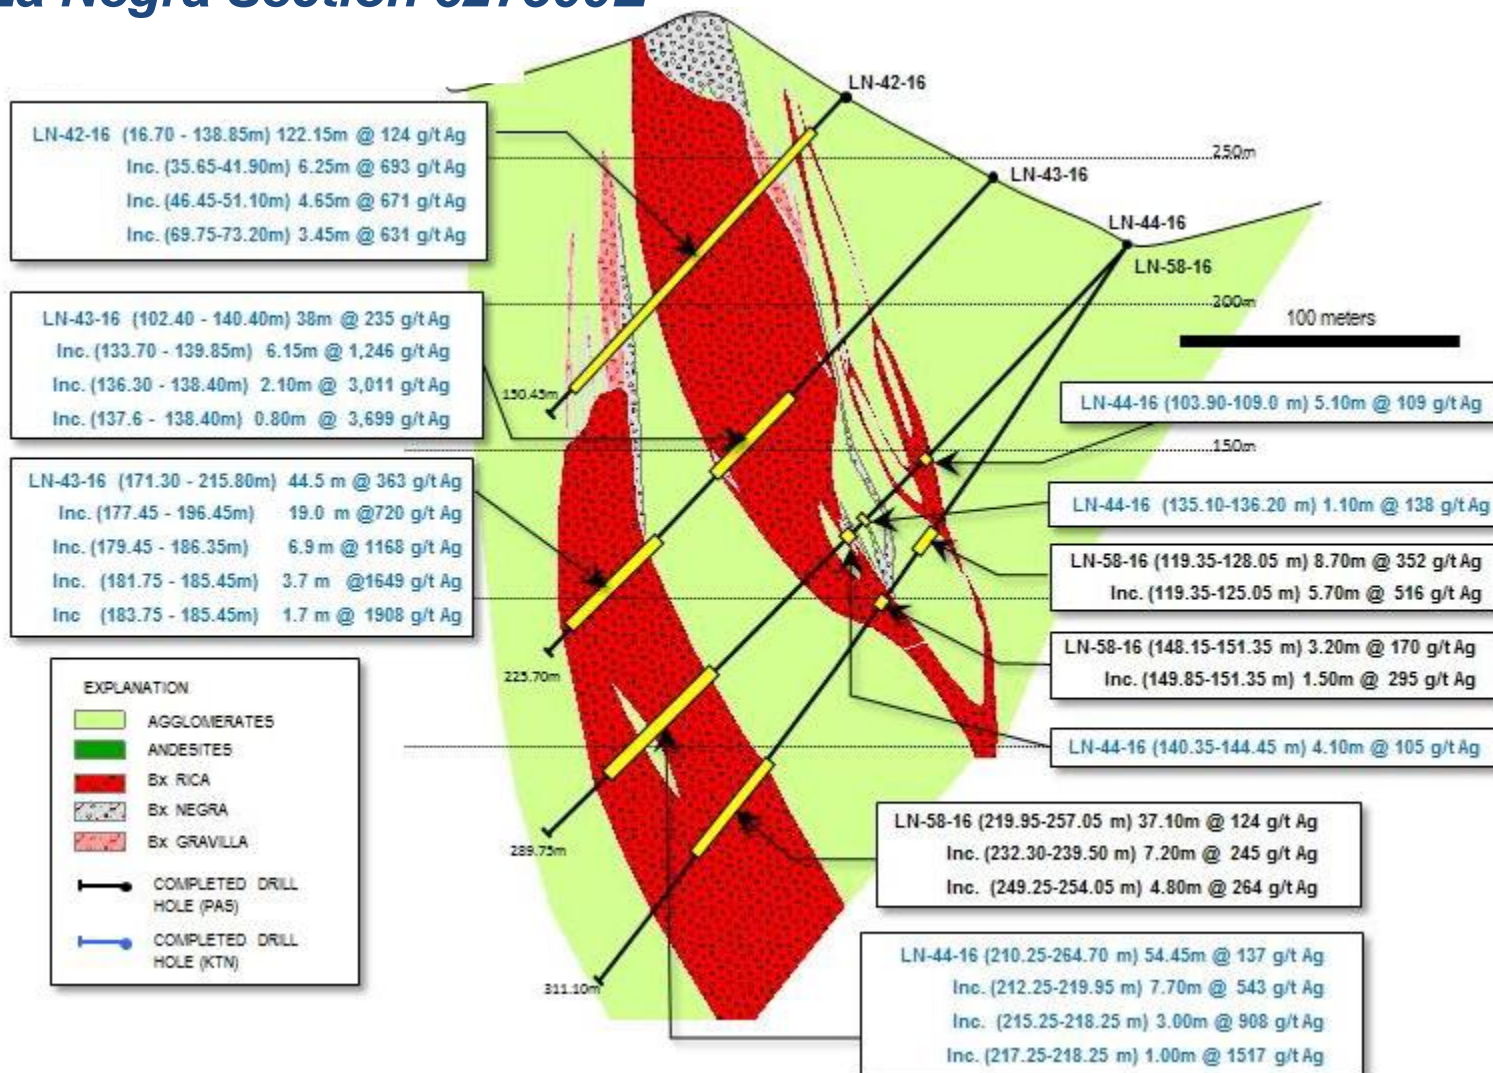 La Negra Section
LN-42-16
LN-42-16 (16.70 - 138.85m) 122.15m @ 124 g/t Ag
Inc. (35.65-41.90m) 6.25m @ 693 g/t Ag
Inc. (46.45-51.10m) 4.65m @ 671 g/t Ag
Inc. (69.75-73.20m) 3.45m @ 631 g/t Ag
250m
LN-43-16
LN-44-16
LN-58-16
200m
100 meters
LN-43-16 (102.40 - 140.40m) 38m @ 235 g/t Ag
Inc. (133.70 - 139.85m) 6.15m @ 1,246 g/t Ag
Inc. (136.30 - 138.40m) 2.10m @ 3,011 g/t Ag
Inc. (137.6 - 138.40m) 0.80m @ 3,699 g/t Ag
150.45m
LN-44-16 (103.90-109.0 m) 5.10m @ 109 g/t Ag
150m
LN-43-16 (171.30 - 215.80m) 44.5 m @ 363 g/t Ag
Inc. (177.45 - 196.45m) 19.0 m @720 g/t Ag
Inc. (179.45 - 186.35m) 6.9 m @ 1168 g/t Ag
Inc. (181.75 - 185.45m) 3.7 m @1649 g/t Ag
Inc (183.75 - 185.45m) 1.7 m @ 1908 g/t Ag
LN-44-16 (135.10-136.20 m) 1.10m @ 138 g/t Ag
LN-58-16 (119.35-128.05 m) 8.70m @ 352 g/t Ag
Inc. (119.35-125.05 m) 5.70m @ 516 g/t Ag
LN-58-16 (148.15-151.35 m) 3.20m @ 170 g/t Ag
Inc. (149.85-151.35 m) 1.50m @ 295 g/t Ag
225.70m
LN-44-16 (140.35-144.45 m) 4.10m @ 105 g/t Ag
EXPLANATION
AGGLOMERATES
ANDESITES
Bx RICA
Bx NEGRA
Bx GRAVILLA
COMPLETED DRILL
HOLE (PAS)
COMPLETED DRILL
HOLE (KTN)
289.75m
LN-58-16 (219.95-257.05 m) 37.10m @ 124 g/t Ag
Inc. (232.30-239.50 m) 7.20m @ 245 g/t Ag
Inc. (249.25-254.05 m) 4.80m @ 264 g/t Ag
311.10m
LN-44-16 (210.25-264.70 m) 54.45m @ 137 g/t Ag
Inc. (212.25-219.95 m) 7.70m @ 543 g/t Ag
Inc. (215.25-218.25 m) 3.00m @ 908 g/t Ag
Inc. (217.25-218.25 m) 1.00m @ 1517 g/t Ag